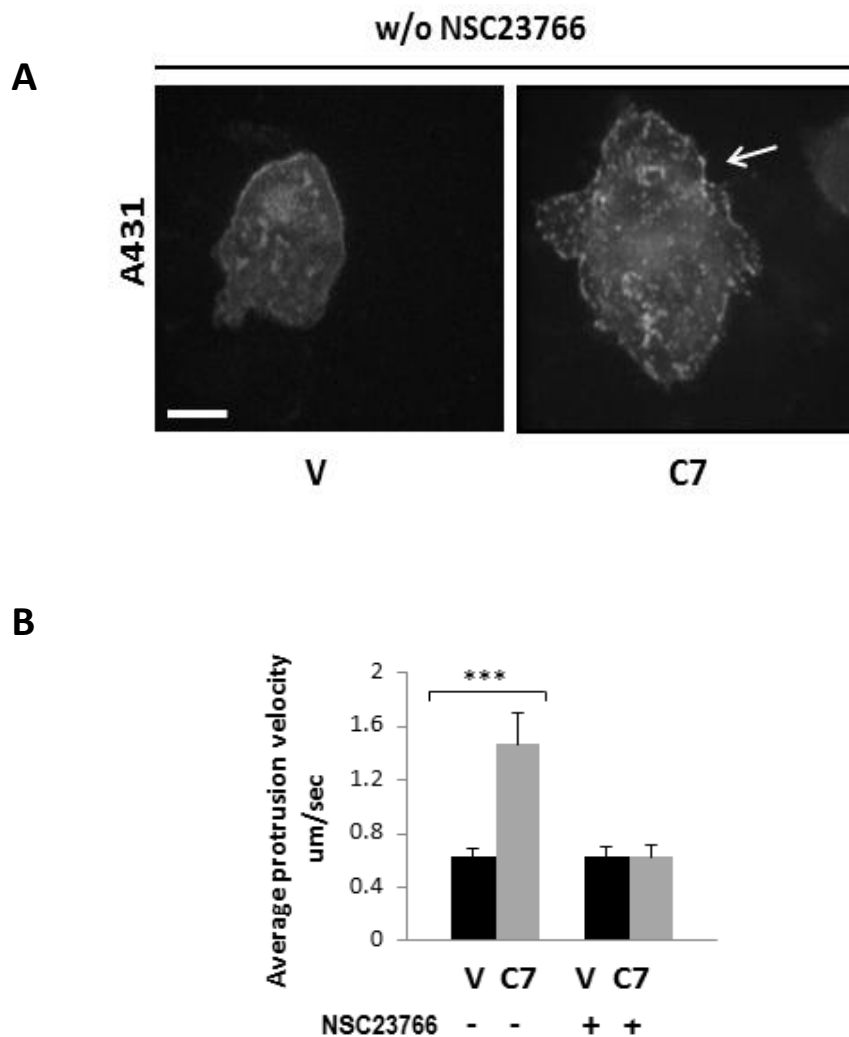 w/o NSC23766
A
A431
V C7
B
Average protrusion velocity
um/sec
2
1.6
1.2
0.8
0.4
0
***
V C7 V C7
NSC23766 - - + +